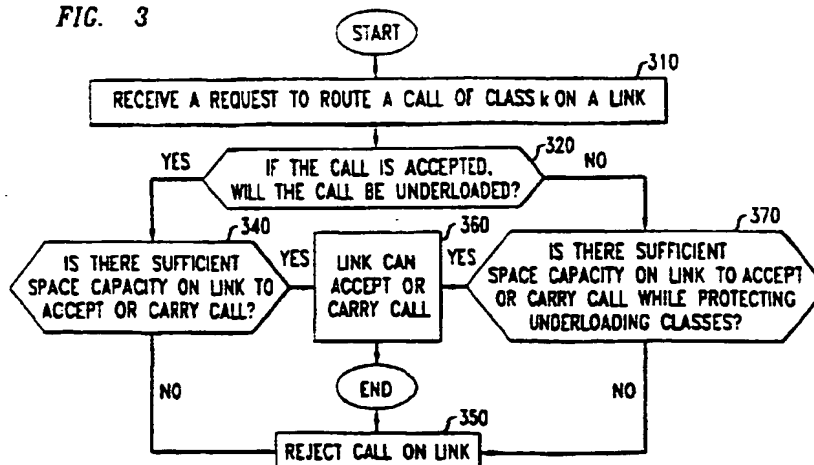 FIG. 3
START
310
RECEIVE A REQUEST TO ROUTE A CALL OF CLASS k ON A LINK
320
YES
IF THE CALL IS ACCEPTED,
WILL THE CALL BE UNDERLOADED?
NO
340
IS THERE SUFFICIENT
SPACE CAPACITY ON LINK TO
ACCEPT OR CARRY CALL?
YES
360
LINK CAN
ACCEPT OR
CARRY CALL
YES
370
IS THERE SUFFICIENT
SPACE CAPACITY ON LINK TO ACCEPT
OR CARRY CALL WHILE PROTECTING
UNDERLOADING CLASSES?
NO
END
NO
350
REJECT CALL ON LINK